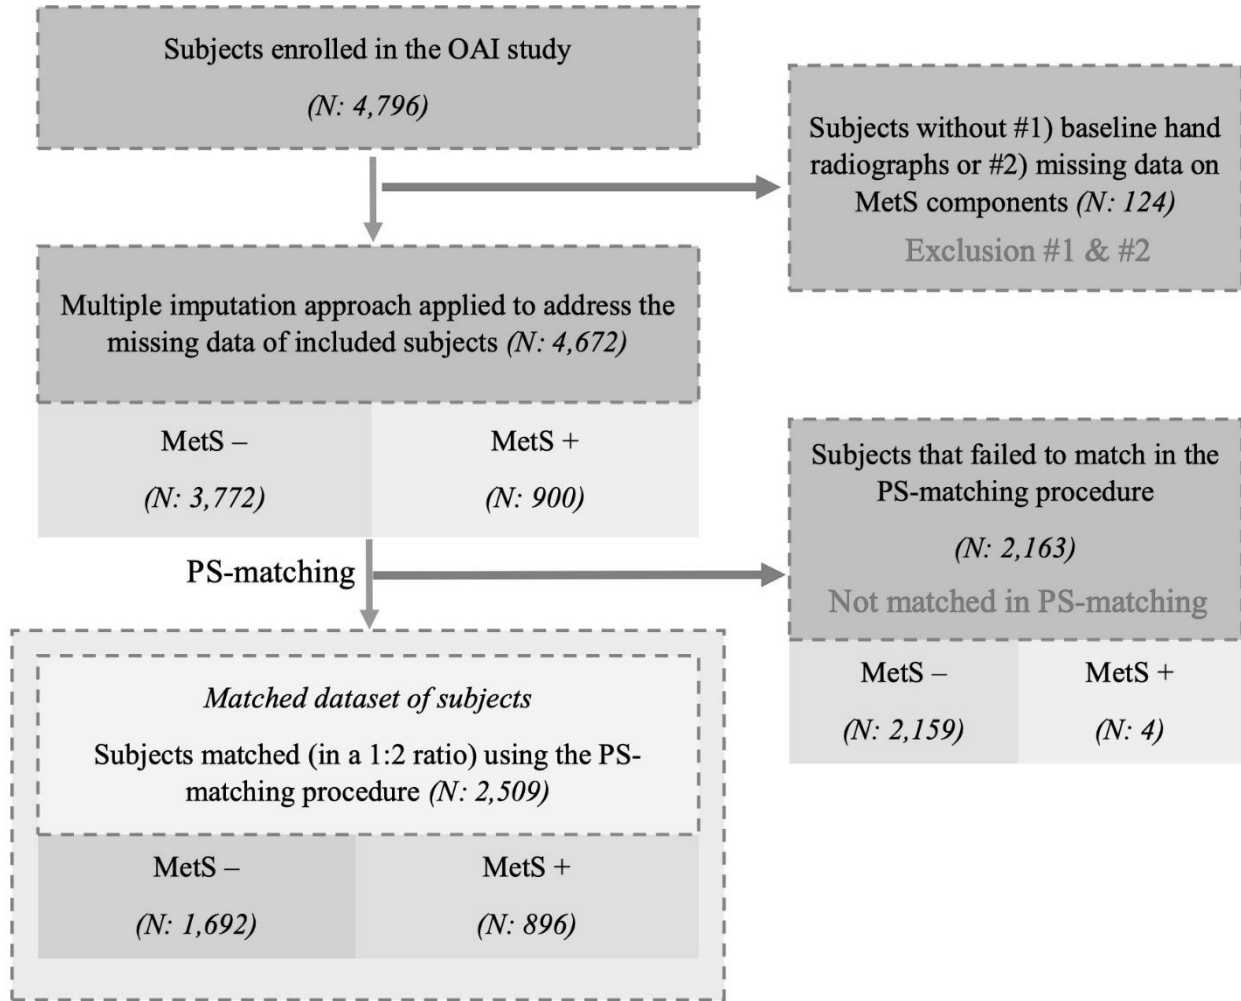 Subjects enrolled in the OAI study
(N: 4,796)
Subjects without #1) baseline hand
radiographs or #2) missing data on
MetS components (N: 124)
Exclusion #1 & #2
Multiple imputation approach applied to address the
missing data of included subjects (N: 4,672)
MetS –
(N: 3,772)
MetS +
(N: 900)
PS-matching
Subjects that failed to match in the
PS-matching procedure
(N: 2,163)
Not matched in PS-matching
MetS –
(N: 2,159)
MetS +
(N: 4)
Matched dataset of subjects
Subjects matched (in a 1:2 ratio) using the PS-
matching procedure (N: 2,509)
MetS –
(N: 1,692)
MetS +
(N: 896)